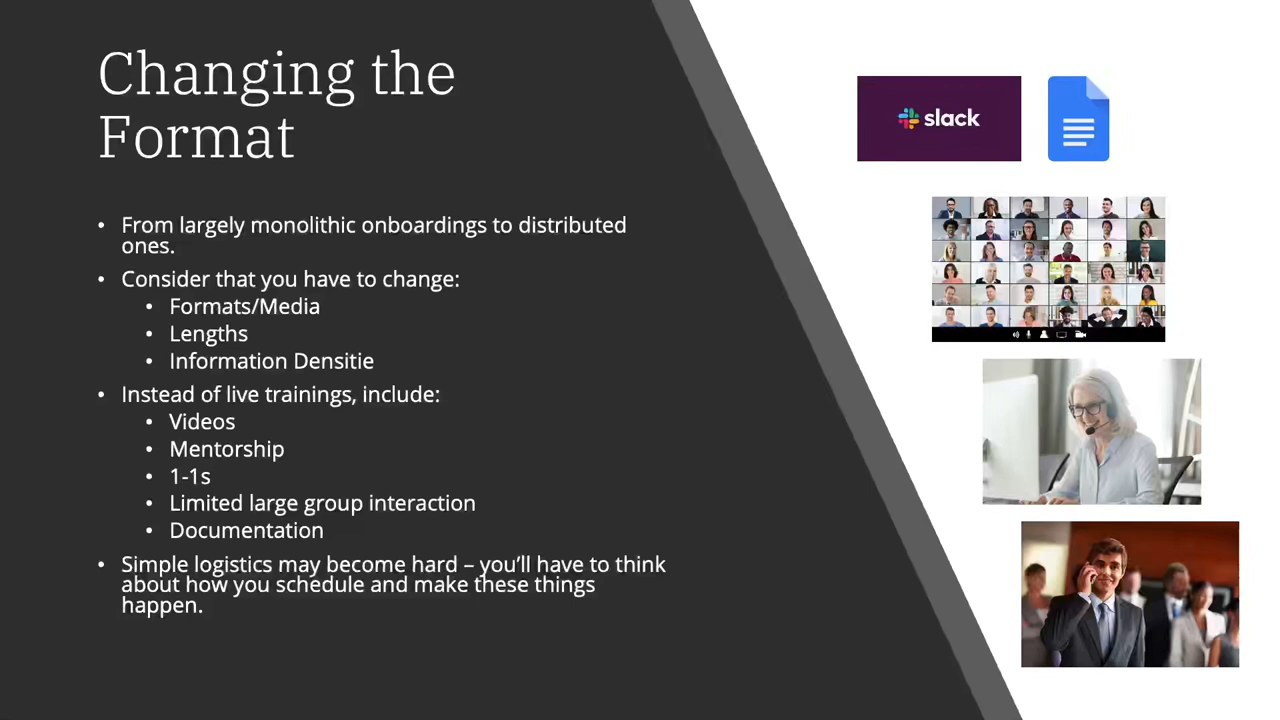 Changing the
Format
• From largely monolithic onboardings to distributed
ones.
• Consider that you have to change:
• Formats/Media
• Lengths
• Information Densitie
• Instead of live trainings, include:
• Videos
• Mentorship
• 1-1s
• Limited large group interaction
• Documentation
• Simple logistics may become hard – you'll have to think
about how you schedule and make these things
happen.
slack